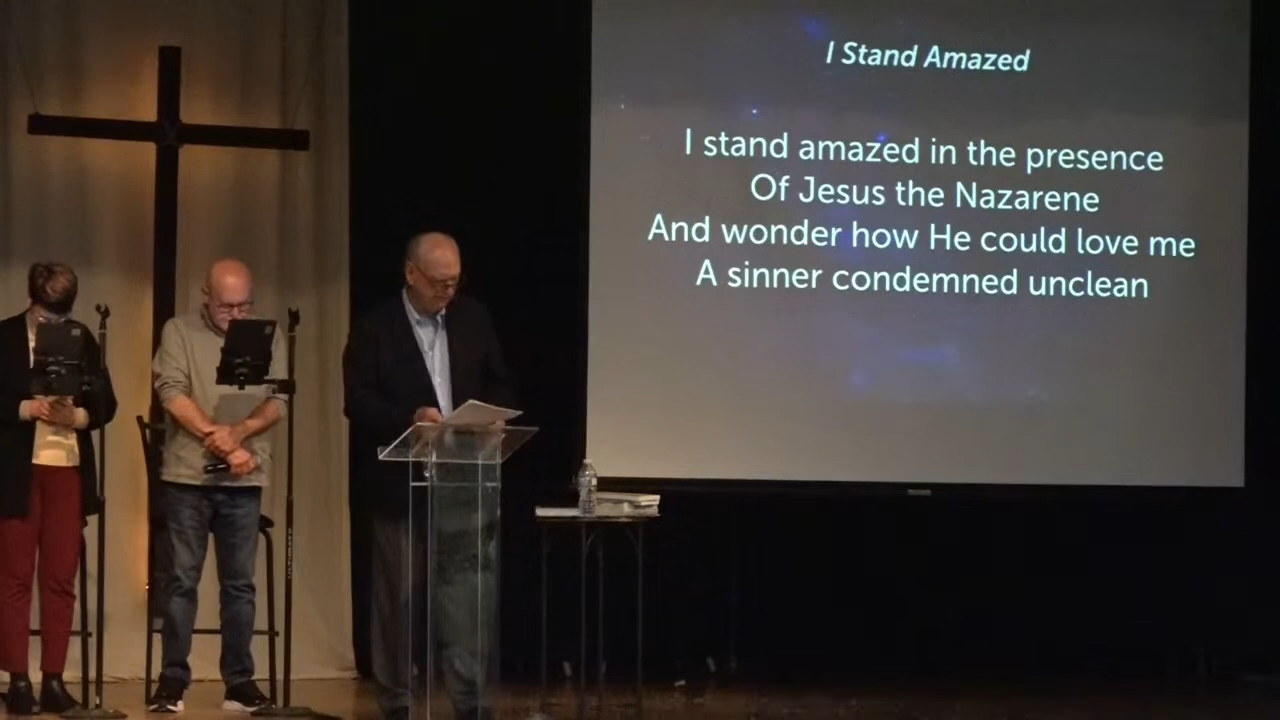 I Stand Amazed
I stand amazed in the presence
Of Jesus the Nazarene
And wonder how He could love me
A sinner condemned unclean